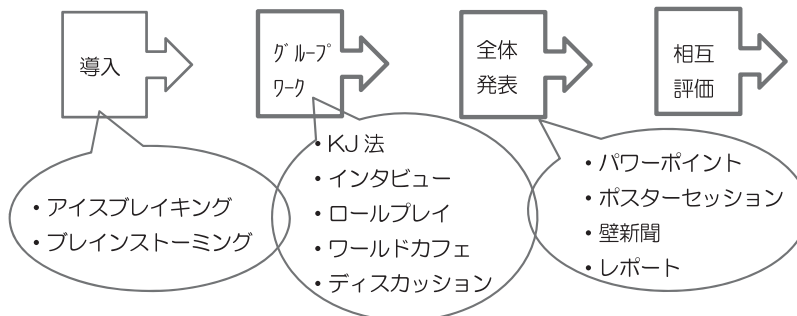 導入
グループ
ワーク
全体
発表
相互
評価
・アイスブレイキング
・ブレインストーミング
・KJ法
・インタビュー
・ロールプレイ
・ワールドカフェ
・ディスカッション
・パワーポイント
・ポスターセッション
・壁新聞
・レポート